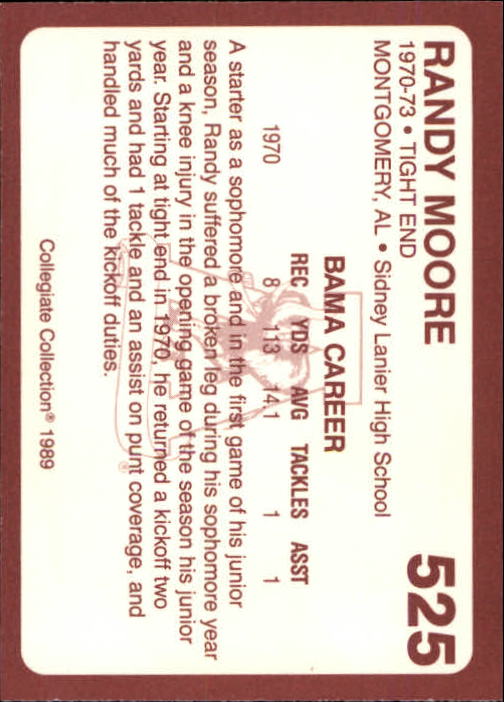 RANDY MOORE 525
1970-73 • TIGHT END
MONTGOMERY, AL • Sidney Lanier High School
BAMA CAREER
REC YDS AVG TACKLES ASST
1970 8 113 14.1 1 1
A starter as a sophomore and in the first game of his junior
season, Randy suffered a broken leg during his sophomore year
and a knee injury in the opening game of the season his junior
year. Starting at tight end in 1970, he returned a kickoff two
yards and had 1 tackle and an assist on punt coverage, and
handled much of the kickoff duties.
Collegiate Collection® 1989